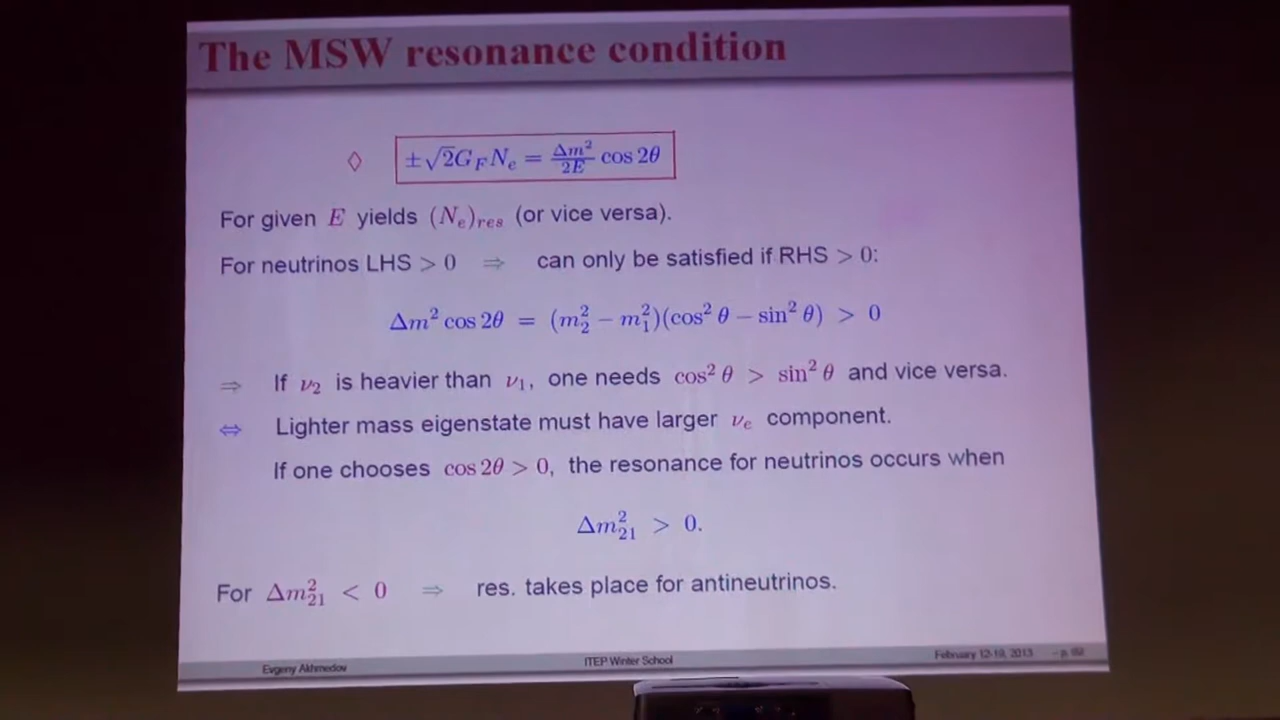 The MSW resonance condition
◇ ±√2G_F N_e = Δm²/2E cos 2θ
For given E yields (N_e)_res (or vice versa).
For neutrinos LHS > 0 ⇒ can only be satisfied if RHS > 0:
Δm² cos 2θ = (m₂² − m₁²)(cos² θ − sin² θ) > 0
⇒ If ν₂ is heavier than ν₁, one needs cos² θ > sin² θ and vice versa.
⇔ Lighter mass eigenstate must have larger ν_e component.
If one chooses cos 2θ > 0, the resonance for neutrinos occurs when
Δm²₂₁ > 0.
For Δm²₂₁ < 0 ⇒ res. takes place for antineutrinos.
Evgeny Akhmedov ITEP Winter School February 12-19, 2013 – p.